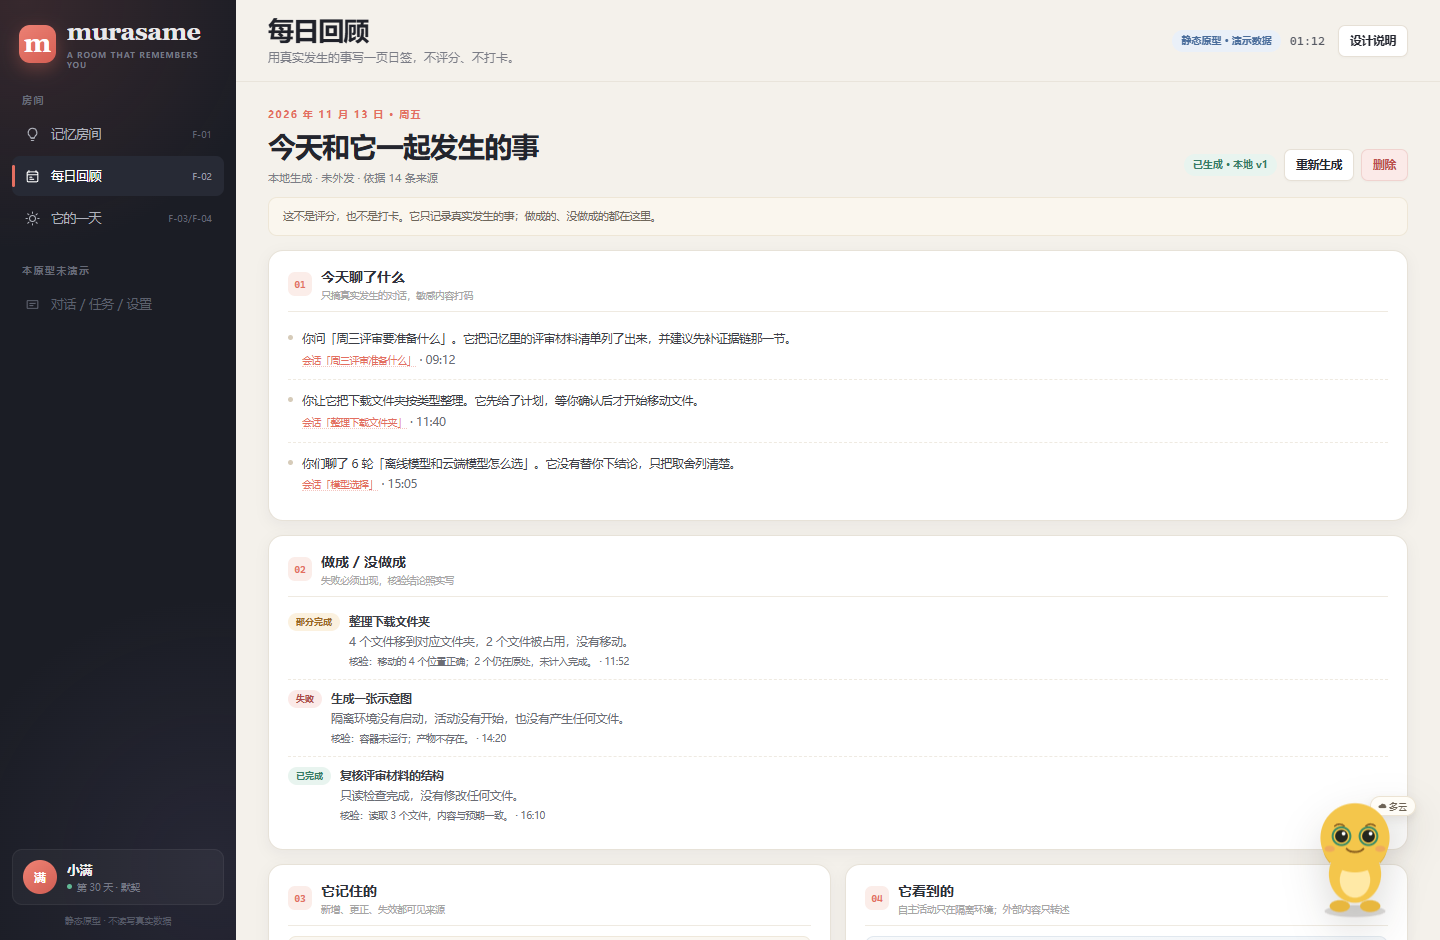 m
murasame
A ROOM THAT REMEMBERS
YOU
房间
记忆房间 F-01
每日回顾 F-02
它的一天 F-03/F-04
本原型未演示
对话 / 任务 / 设置
满
小满
第 30 天 · 默契
静态原型 · 不读写真实数据
每日回顾
用真实发生的事写一页日签，不评分、不打卡。
静态原型 • 演示数据
01:12
设计说明
2026 年 11 月 13 日 • 周五
今天和它一起发生的事
本地生成 · 未外发 · 依据 14 条来源
已生成 • 本地 v1
重新生成
删除
这不是评分，也不是打卡。它只记录真实发生的事；做成的、没做成的都在这里。
01
今天聊了什么
只摘真实发生的对话，敏感内容打码
你问「周三评审要准备什么」。它把记忆里的评审材料清单列了出来，并建议先补证据链那一节。
会话「周三评审准备什么」 · 09:12
你让它把下载文件夹按类型整理。它先给了计划，等你确认后才开始移动文件。
会话「整理下载文件夹」 · 11:40
你们聊了 6 轮「离线模型和云端模型怎么选」。它没有替你下结论，只把取舍列清楚。
会话「模型选择」 · 15:05
02
做成 / 没做成
失败必须出现，核验结论照实写
部分完成
整理下载文件夹
4 个文件移到对应文件夹，2 个文件被占用，没有移动。
核验：移动的 4 个位置正确；2 个仍在原处，未计入完成。 · 11:52
失败
生成一张示意图
隔离环境没有启动，活动没有开始，也没有产生任何文件。
核验：容器未运行；产物不存在。 · 14:20
已完成
复核评审材料的结构
只读检查完成，没有修改任何文件。
核验：读取 3 个文件，内容与预期一致。 · 16:10
多云
03
它记住的
新增、更正、失效都可见来源
04
它看到的
自主活动只在隔离环境；外部内容只转述